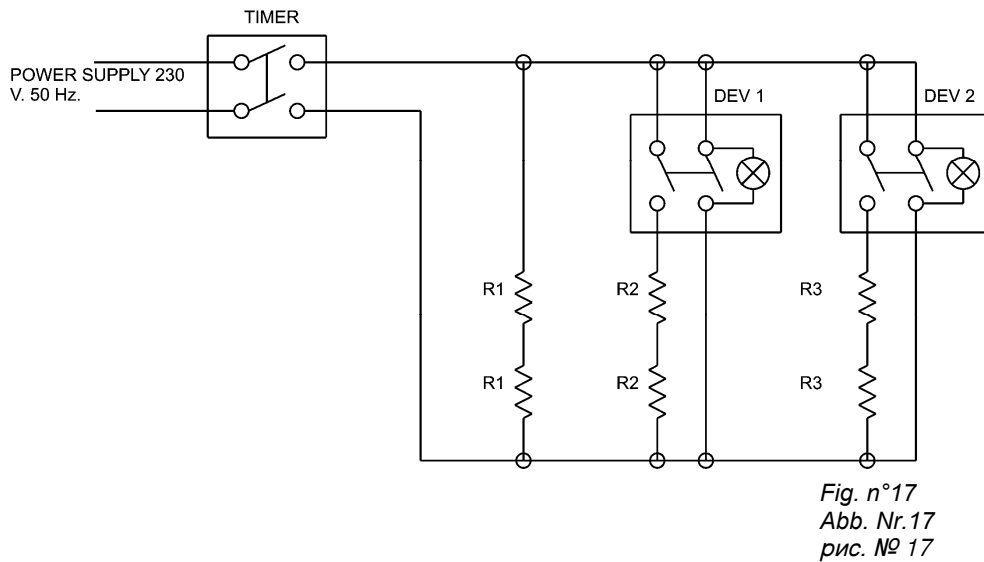 TIMER
POWER SUPPLY 230
V. 50 Hz.
DEV 1
DEV 2
R1
R2
R3
R1
R2
R3
Fig. n°17
Abb. Nr.17
рис. № 17